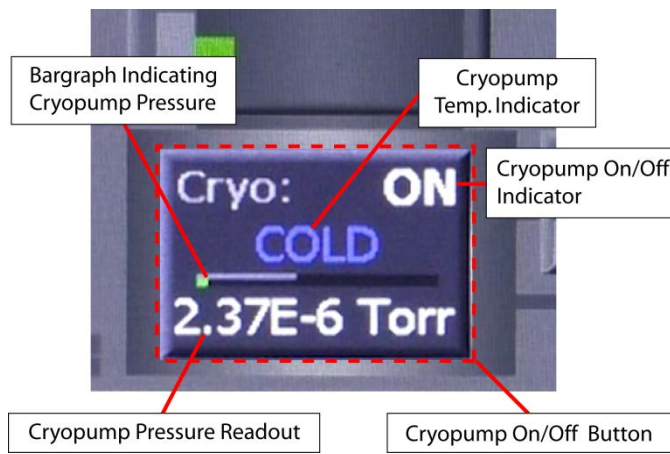 Bargraph Indicating
Cryopump Pressure
Cryopump
Temp. Indicator
Cryopump On/Off
Indicator
Cryo: ON
COLD
2.37E-6 Torr
Cryopump Pressure Readout
Cryopump On/Off Button